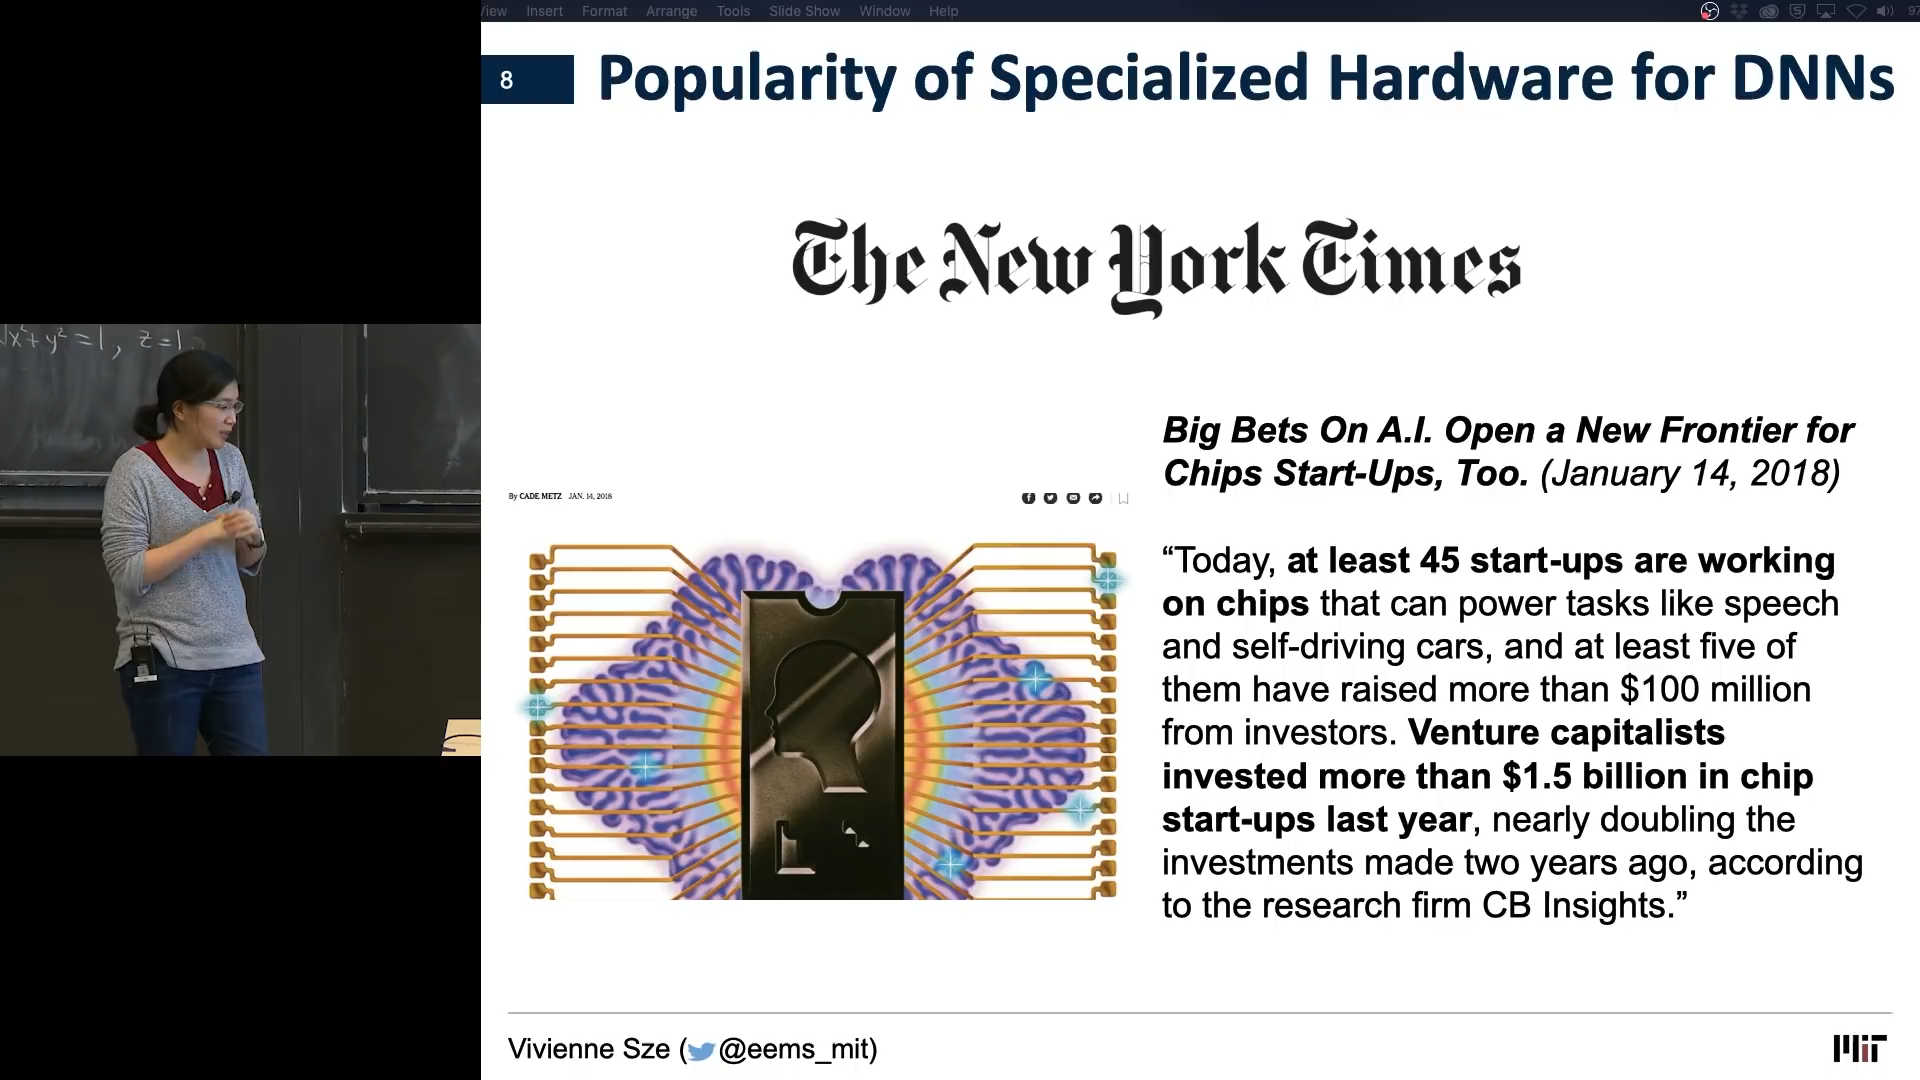 View Insert Format Arrange Tools Slide Show Window Help
8
Popularity of Specialized Hardware for DNNs
The New York Times
√x²+y²=1, z=1
Big Bets On A.I. Open a New Frontier for
Chips Start-Ups, Too. (January 14, 2018)
By CADE METZ JAN. 14, 2018
“Today, at least 45 start-ups are working
on chips that can power tasks like speech
and self-driving cars, and at least five of
them have raised more than $100 million
from investors. Venture capitalists
invested more than $1.5 billion in chip
start-ups last year, nearly doubling the
investments made two years ago, according
to the research firm CB Insights.”
Vivienne Sze (@eems_mit)
MIT